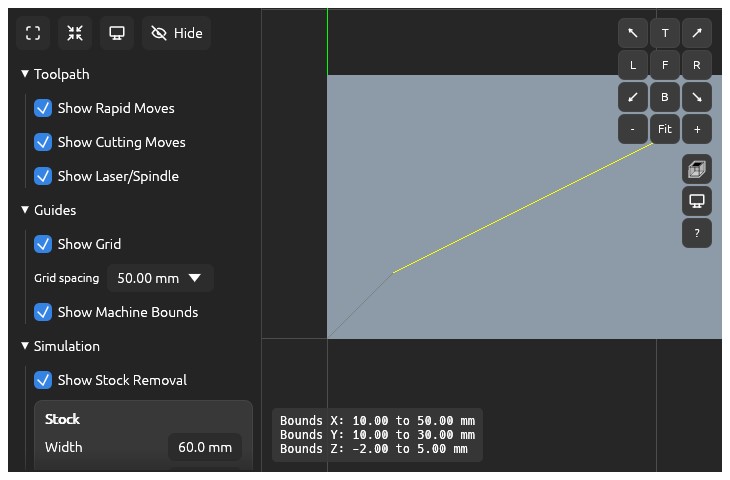 Hide
Toolpath
Show Rapid Moves
Show Cutting Moves
Show Laser/Spindle
Guides
Show Grid
Grid spacing 50.00 mm
Show Machine Bounds
Simulation
Show Stock Removal
Stock
Width 60.0 mm
T
L F R
B
- Fit +
?
Bounds X: 10.00 to 50.00 mm
Bounds Y: 10.00 to 30.00 mm
Bounds Z: -2.00 to 5.00 mm